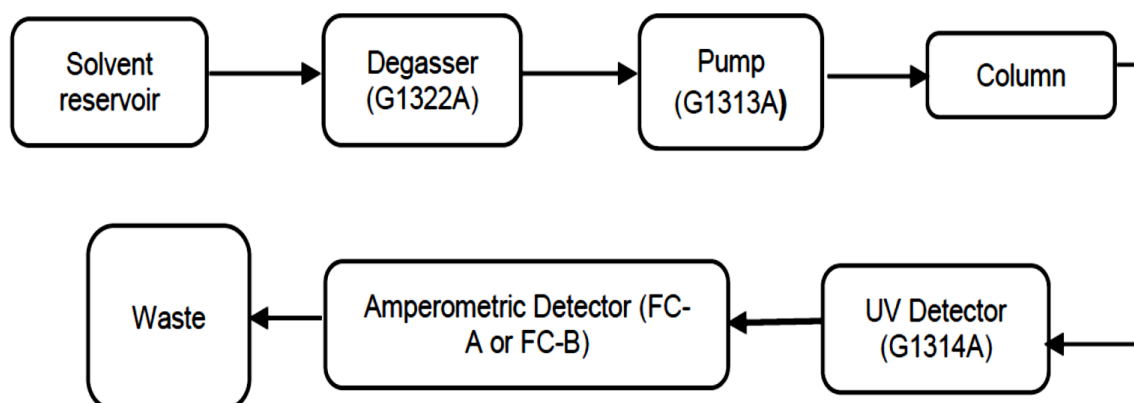 Solvent
reservoir
Degasser
(G1322A)
Pump
(G1313A)
Column
Waste
Amperometric Detector (FC-
A or FC-B)
UV Detector
(G1314A)